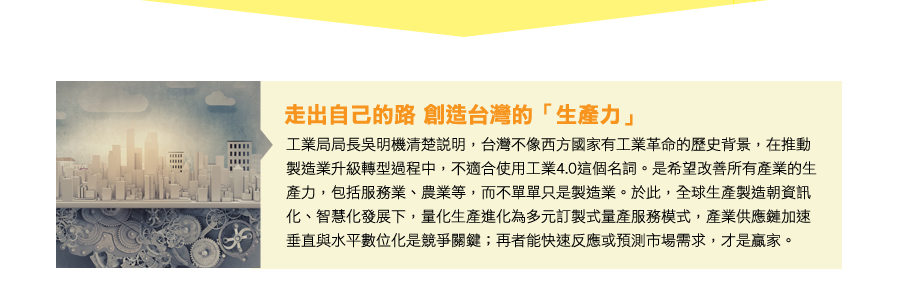 走出自己的路 創造台灣的「生產力」
工業局局長吳明機清楚說明，台灣不像西方國家有工業革命的歷史背景，在推動
製造業升級轉型過程中，不適合使用工業4.0這個名詞。是希望改善所有產業的生
產力，包括服務業、農業等，而不單單只是製造業。於此，全球生產製造朝資訊
化、智慧化發展下，量化生產進化為多元訂製式量產服務模式，產業供應鏈加速
垂直與水平數位化是競爭關鍵；再者能快速反應或預測市場需求，才是贏家。